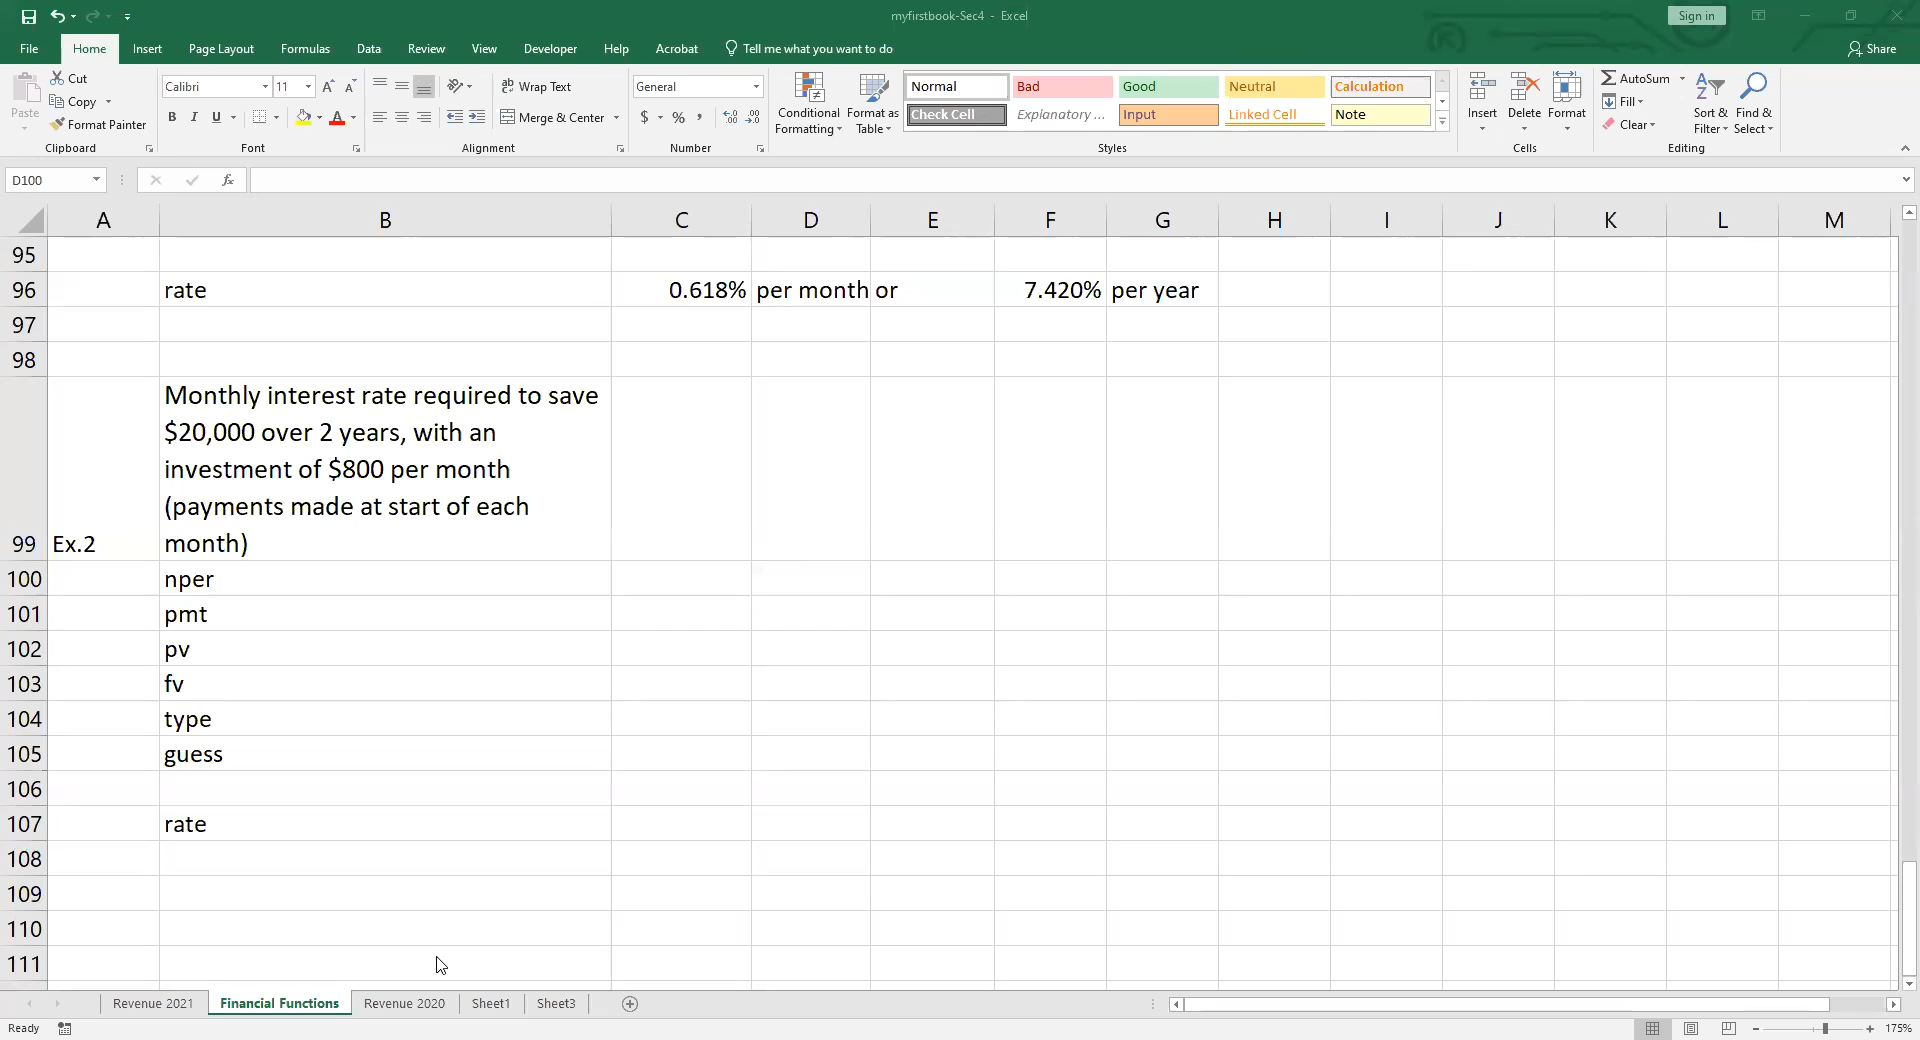 myfirstbook-Sec4 - Excel
Sign in
File Home Insert Page Layout Formulas Data Review View Developer Help Acrobat Tell me what you want to do Share
Paste
Cut
Copy
Format Painter
Clipboard
Calibri 11
B I U
Font
Wrap Text
Merge & Center
Alignment
General
$ % ,
Number
Conditional Formatting
Format as Table
Normal Bad Good Neutral Calculation
Check Cell Explanatory ... Input Linked Cell Note
Styles
Insert Delete Format
Cells
AutoSum
Fill
Clear
Sort & Filter
Find & Select
Editing
D100
fx
A B C D E F G H I J K L M
95
96 rate 0.618% per month or 7.420% per year
97
98
Monthly interest rate required to save
$20,000 over 2 years, with an
investment of $800 per month
(payments made at start of each
99 Ex.2 month)
100 nper
101 pmt
102 pv
103 fv
104 type
105 guess
106
107 rate
108
109
110
111
Revenue 2021 Financial Functions Revenue 2020 Sheet1 Sheet3
Ready
175%